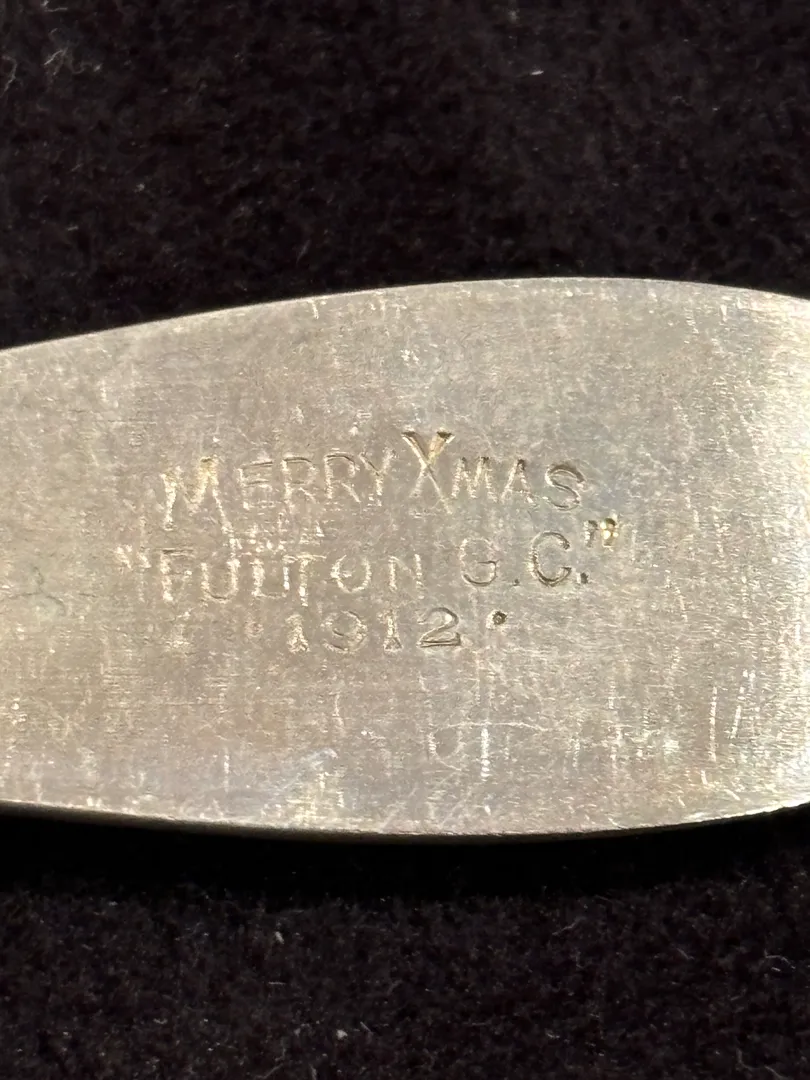 MERRY XMAS
"FULTON G.C."
·1912·